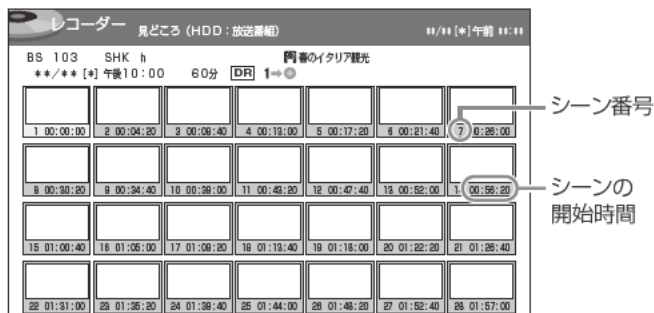 レコーダー 見どころ（HDD：放送番組） **/** [*]午前 **:**
BS 103 SHK h 春のイタリア観光
**/** [*] 午後10:00 60分 DR 1⇒
1 00:00:00 2 00:04:20 3 00:08:40 4 00:13:00 5 00:17:20 6 00:21:40 7 0:26:00
シーン番号
8 00:30:20 9 00:34:40 10 00:39:00 11 00:43:20 12 00:47:40 13 00:52:00 14 00:56:20
シーンの
開始時間
15 01:00:40 16 01:05:00 17 01:09:20 18 01:13:40 19 01:18:00 20 01:22:20 21 01:26:40
22 01:31:00 23 01:35:20 24 01:39:40 25 01:44:00 26 01:48:20 27 01:52:40 28 01:57:00